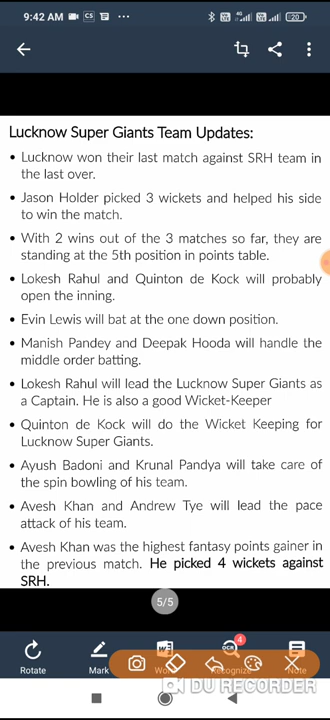 9:42 AM
CS
4G
20
Lucknow Super Giants Team Updates:
• Lucknow won their last match against SRH team in
the last over.
• Jason Holder picked 3 wickets and helped his side
to win the match.
• With 2 wins out of the 3 matches so far, they are
standing at the 5th position in points table.
• Lokesh Rahul and Quinton de Kock will probably
open the inning.
• Evin Lewis will bat at the one down position.
• Manish Pandey and Deepak Hooda will handle the
middle order batting.
• Lokesh Rahul will lead the Lucknow Super Giants as
a Captain. He is also a good Wicket-Keeper
• Quinton de Kock will do the Wicket Keeping for
Lucknow Super Giants.
• Ayush Badoni and Krunal Pandya will take care of
the spin bowling of his team.
• Avesh Khan and Andrew Tye will lead the pace
attack of his team.
• Avesh Khan was the highest fantasy points gainer in
the previous match. He picked 4 wickets against
SRH.
5/5
OCR 4
Rotate Mark Recognize
DU RECORDER